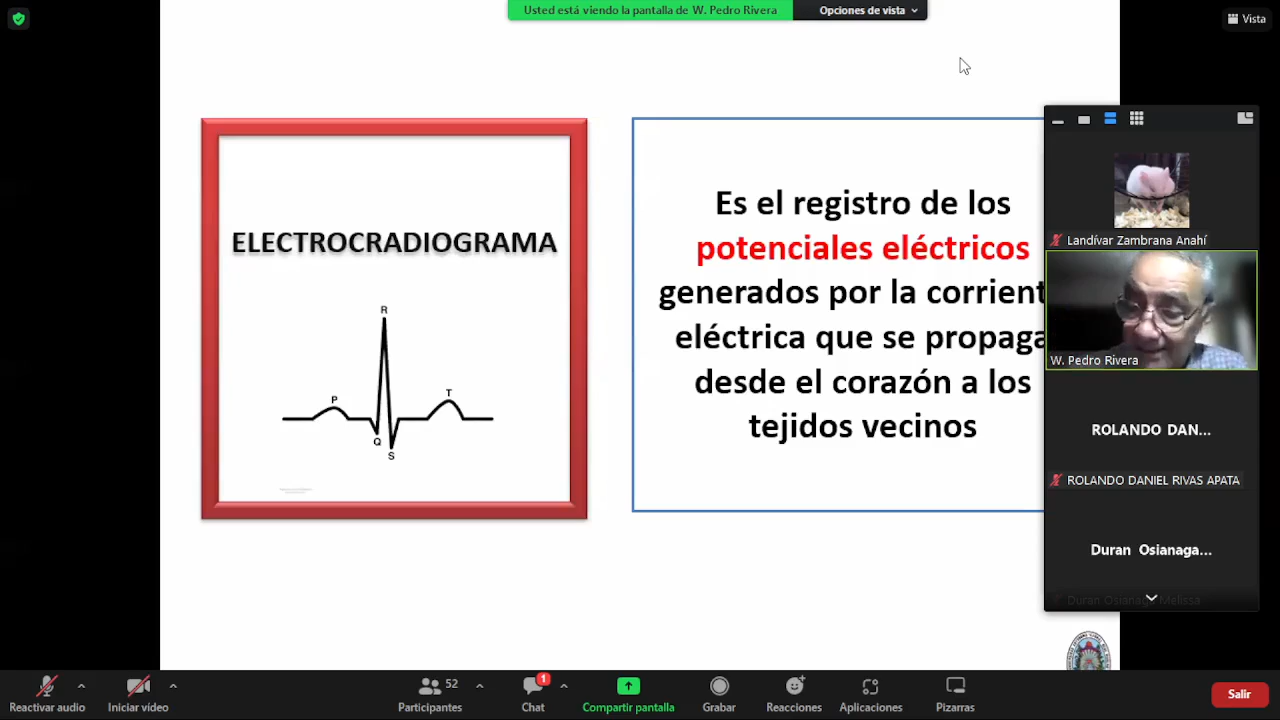 Usted está viendo la pantalla de W. Pedro Rivera
Opciones de vista
Vista
ELECTROCRADIOGRAMA
R
P
T
Q
S
Es el registro de los
potenciales eléctricos
generados por la corrient
eléctrica que se propaga
desde el corazón a los
tejidos vecinos
Landívar Zambrana Anahí
W. Pedro Rivera
ROLANDO DAN...
ROLANDO DANIEL RIVAS APATA
Duran Osianaga...
Duran Osianaga Melissa
Reactivar audio
Iniciar video
52
Participantes
1
Chat
Compartir pantalla
Grabar
Reacciones
Aplicaciones
Pizarras
Salir